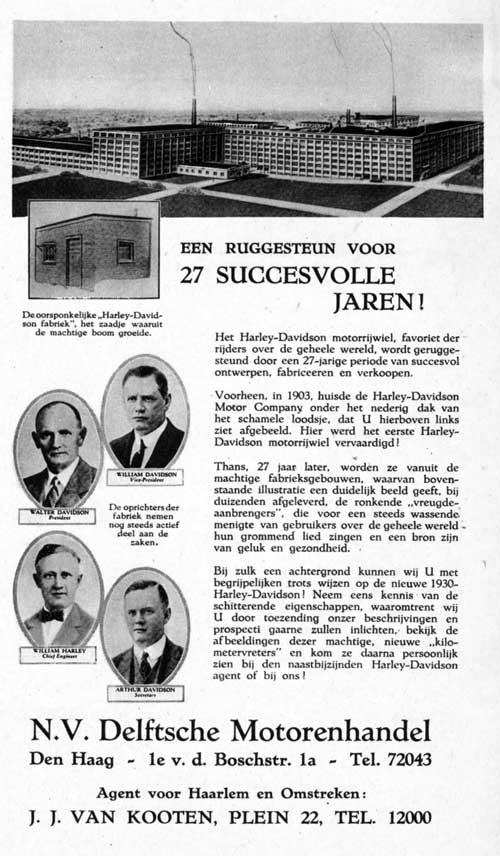 EEN RUGGESTEUN VOOR
27 SUCCESVOLLE
JAREN!
De oorsponkelijke „Harley-David-
son fabriek", het zaadje waaruit
de machtige boom groeide.
Het Harley-Davidson motorrijwiel, favoriet der
rijders over de geheele wereld, wordt gerugge-
steund door een 27-jarige periode van succesvol
ontwerpen, fabriceeren en verkoopen.
Voorheen, in 1903, huisde de Harley-Davidson
Motor Company onder het nederig dak van
het schamele loodsje, dat U hierboven links
ziet afgebeeld. Hier werd het eerste Harley-
Davidson motorrijwiel vervaardigd!
Thans, 27 jaar later, worden ze vanuit de
machtige fabrieksgebouwen, waarvan boven-
staande illustratie een duidelijk beeld geeft, bij
duizenden afgeleverd, de ronkende „vreugde-
aanbrengers", die voor een steeds wassende
menigte van gebruikers over de geheele wereld
hun grommend lied zingen en een bron zijn
van geluk en gezondheid.
Bij zulk een achtergrond kunnen wij U met
begrijpelijken trots wijzen op de nieuwe 1930-
Harley-Davidson! Neem eens kennis van de
schitterende eigenschappen, waaromtrent wij
U door toezending onzer beschrijvingen en
prospecti gaarne zullen inlichten, bekijk de
afbeeldingen dezer machtige, nieuwe „kilo-
metervreters" en kom ze daarna persoonlijk
zien bij den naastbijzijnden Harley-Davidson
agent of bij ons!
WILLIAM DAVIDSON
Vice-President
WALTER DAVIDSON
President
De oprichters der
fabriek nemen
nog steeds actief
deel aan de
zaken.
WILLIAM HARLEY
Chief Engineer
ARTHUR DAVIDSON
Secretary
N.V. Delftsche Motorenhandel
Den Haag - 1e v. d. Boschstr. 1a - Tel. 72043
Agent voor Haarlem en Omstreken:
J. J. VAN KOOTEN, PLEIN 22, TEL. 12000